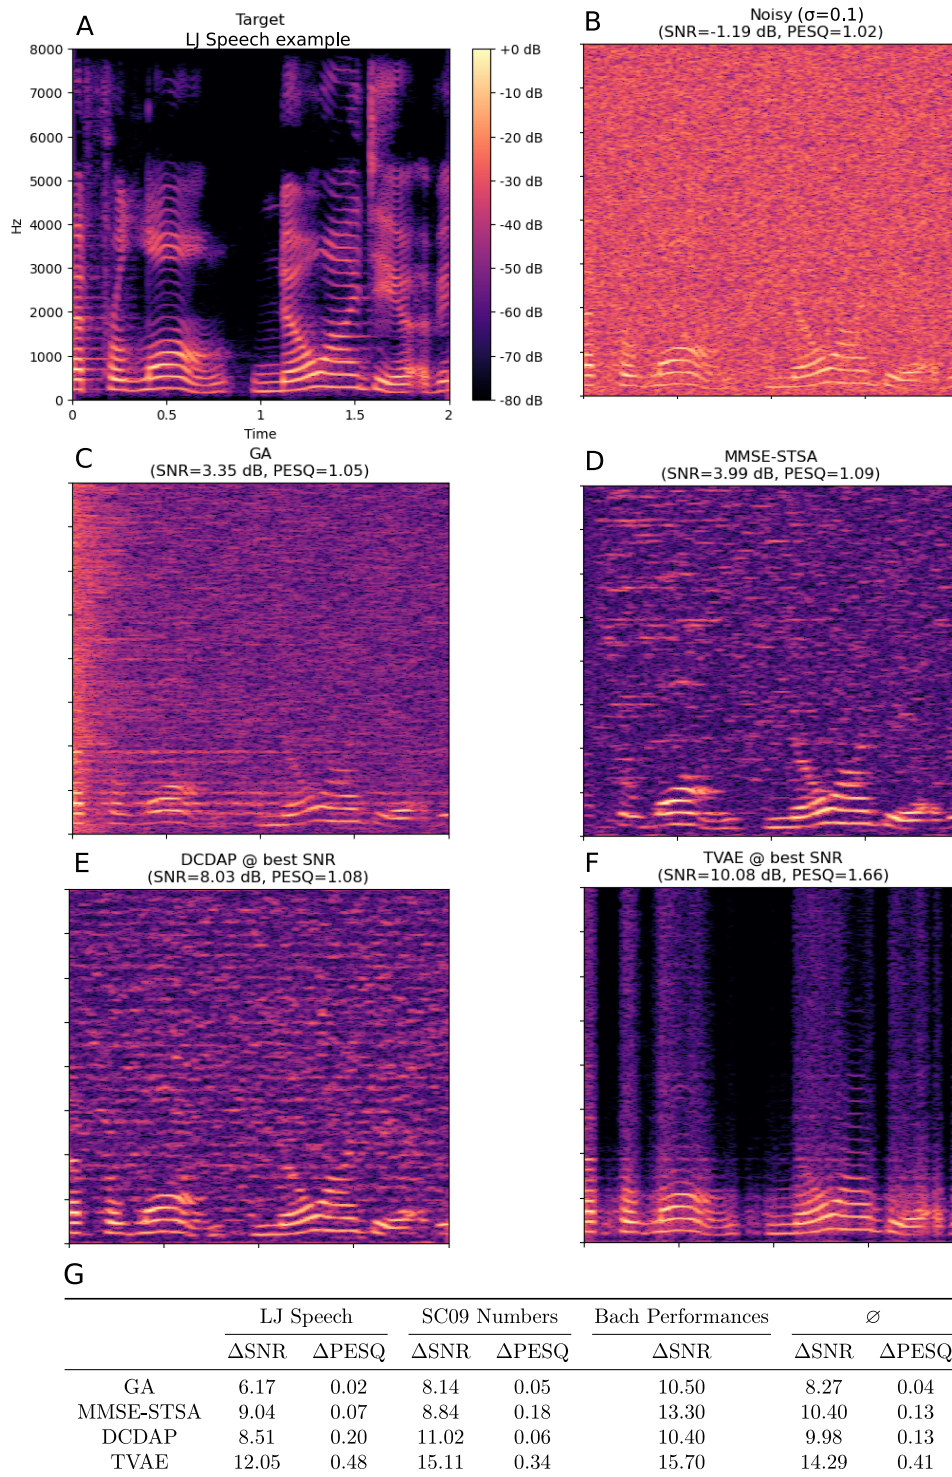 A
Target
LJ Speech example
8000
7000
6000
5000
4000
3000
2000
1000
0
Hz
0
0.5
1
1.5
2
Time
+0 dB
-10 dB
-20 dB
-30 dB
-40 dB
-50 dB
-60 dB
-70 dB
-80 dB
B
Noisy (σ=0.1)
(SNR=-1.19 dB, PESQ=1.02)
C
GA
(SNR=3.35 dB, PESQ=1.05)
D
MMSE-STSA
(SNR=3.99 dB, PESQ=1.09)
E
DCDAP @ best SNR
(SNR=8.03 dB, PESQ=1.08)
F
TVAE @ best SNR
(SNR=10.08 dB, PESQ=1.66)
G
LJ Speech SC09 Numbers Bach Performances ∅
ΔSNR ΔPESQ ΔSNR ΔPESQ ΔSNR ΔSNR ΔPESQ
GA 6.17 0.02 8.14 0.05 10.50 8.27 0.04
MMSE-STSA 9.04 0.07 8.84 0.18 13.30 10.40 0.13
DCDAP 8.51 0.20 11.02 0.06 10.40 9.98 0.13
TVAE 12.05 0.48 15.11 0.34 15.70 14.29 0.41